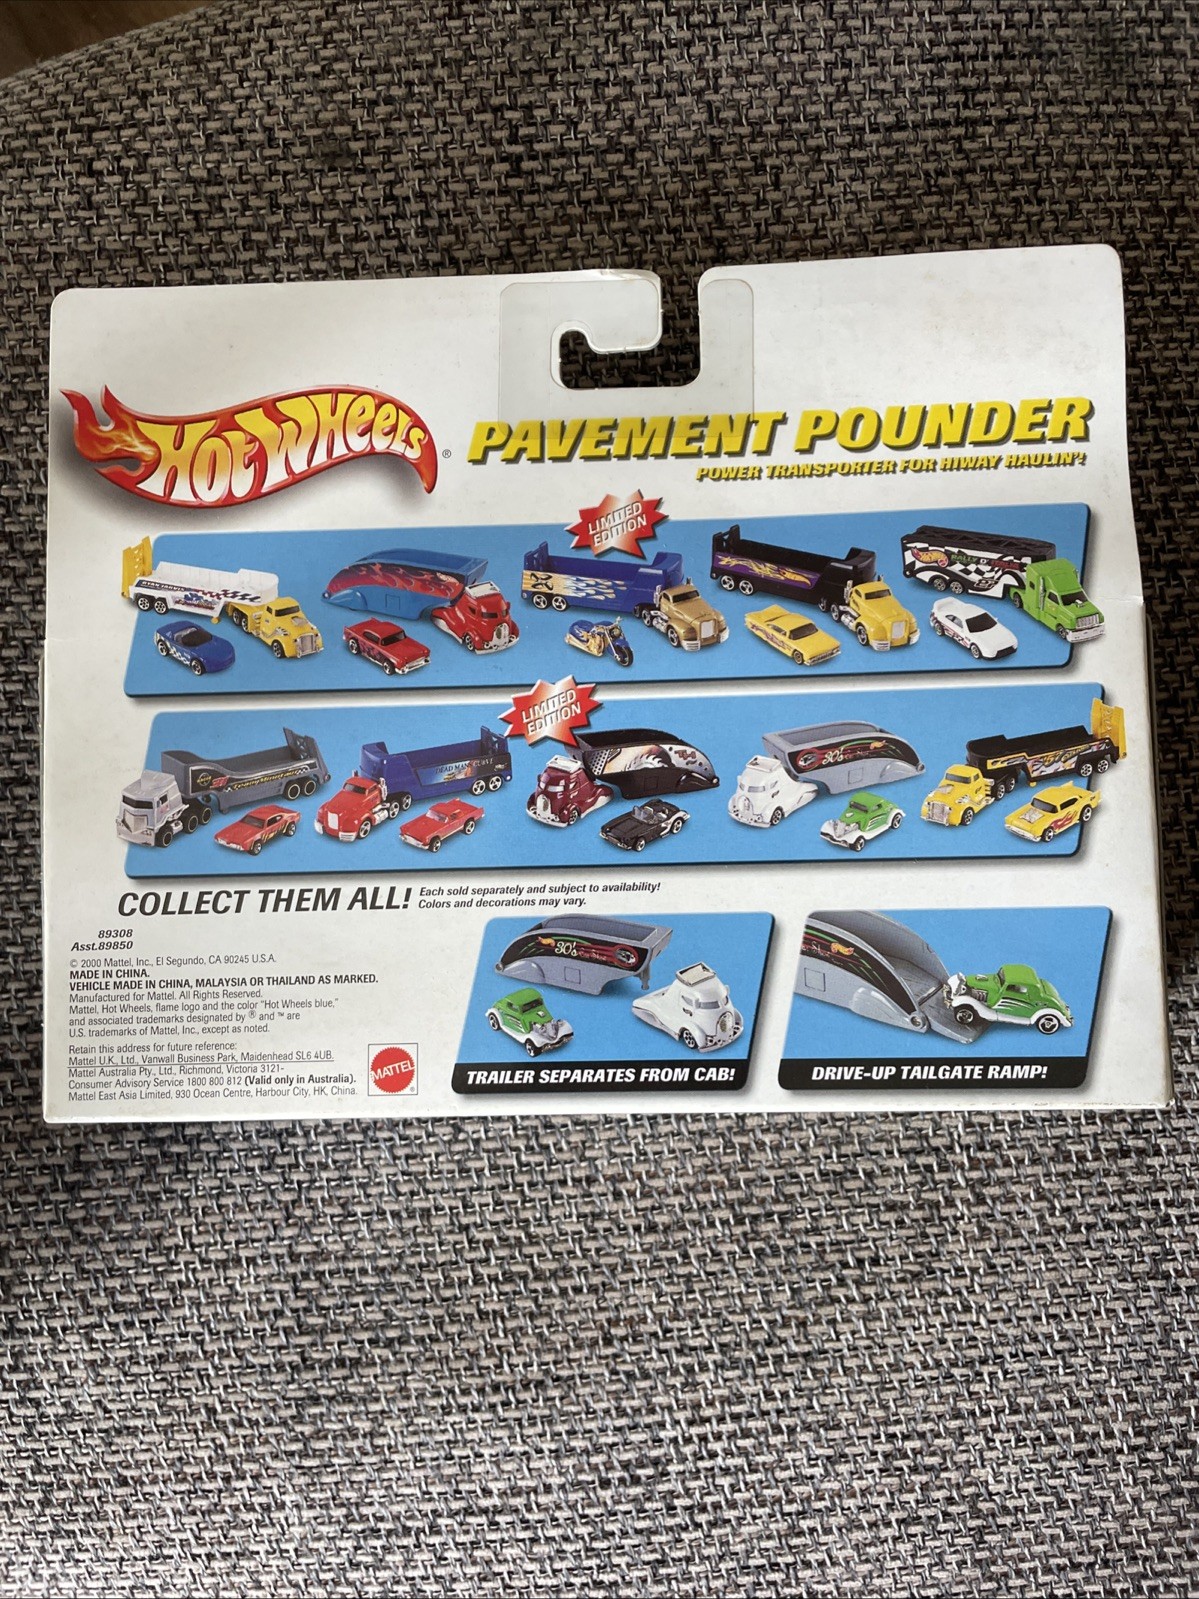 HOT WHEELS ®
PAVEMENT POUNDER
POWER TRANSPORTER FOR HIWAY HAULIN'!
LIMITED
EDITION
LIMITED
EDITION
DEAD MAN'S CURVE
30's
COLLECT THEM ALL!
Each sold separately and subject to availability!
Colors and decorations may vary.
89308
Asst.89850
© 2000 Mattel, Inc., El Segundo, CA 90245 U.S.A.
MADE IN CHINA.
VEHICLE MADE IN CHINA, MALAYSIA OR THAILAND AS MARKED.
Manufactured for Mattel. All Rights Reserved.
Mattel, Hot Wheels, flame logo and the color "Hot Wheels blue,"
and associated trademarks designated by ® and ™ are
U.S. trademarks of Mattel, Inc., except as noted.
Retain this address for future reference:
Mattel U.K. Ltd., Vanwall Business Park, Maidenhead SL6 4UB.
Mattel Australia Pty., Ltd., Richmond, Victoria 3121-
Consumer Advisory Service 1800 800 812 (Valid only in Australia).
Mattel East Asia Limited, 930 Ocean Centre, Harbour City, HK, China.
MATTEL
®
30's
TRAILER SEPARATES FROM CAB!
DRIVE-UP TAILGATE RAMP!